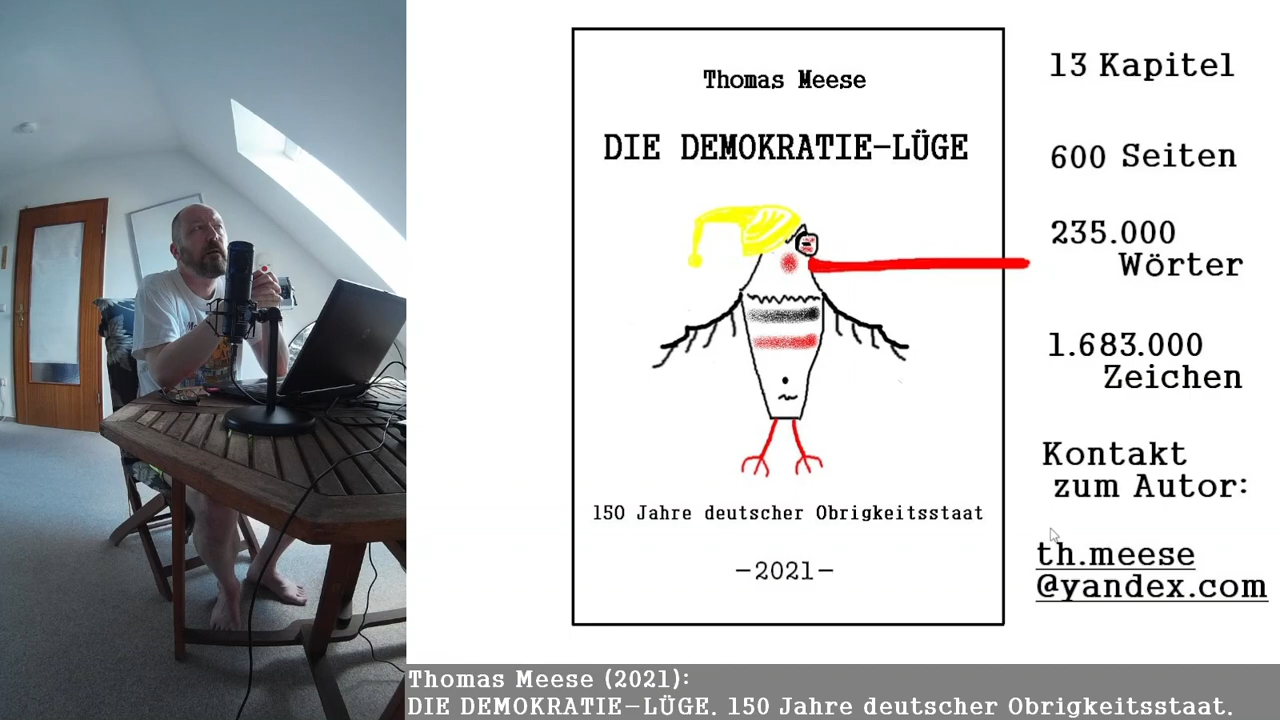 Thomas Meese
DIE DEMOKRATIE-LÜGE
150 Jahre deutscher Obrigkeitsstaat
-2021-
13 Kapitel
600 Seiten
235.000
Wörter
1.683.000
Zeichen
Kontakt
zum Autor:
th.meese
@yandex.com
Thomas Meese (2021):
DIE DEMOKRATIE-LÜGE. 150 Jahre deutscher Obrigkeitsstaat.